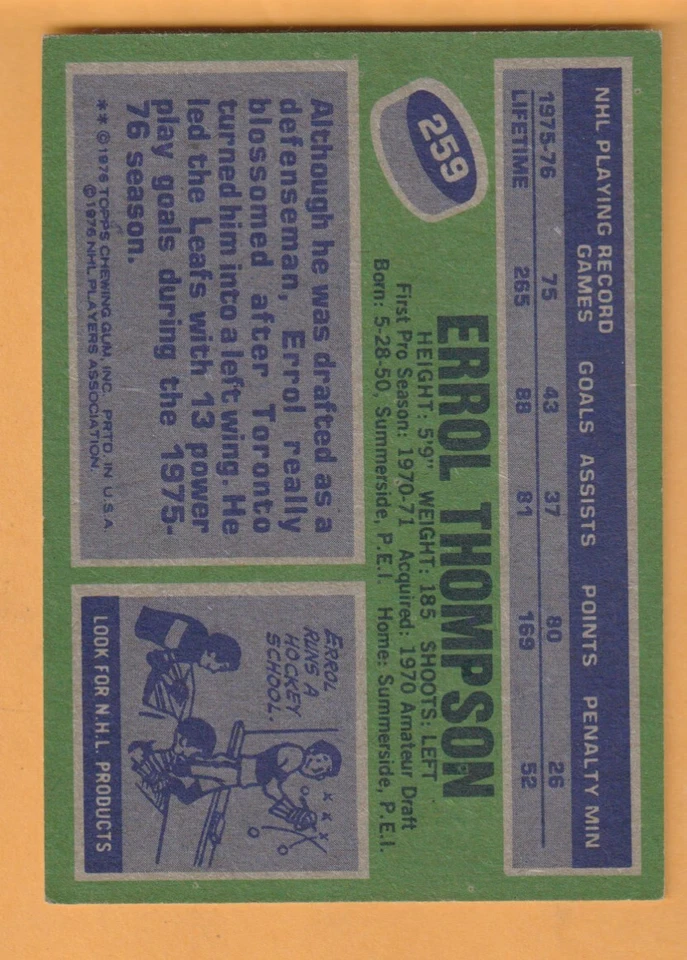 NHL PLAYING RECORD
GAMES GOALS ASSISTS POINTS PENALTY MIN
1975-76 75 43 37 80 26
LIFETIME 265 88 81 169 52
259
ERROL THOMPSON
HEIGHT: 5'9" WEIGHT: 185 SHOOTS: LEFT
First Pro Season: 1970-71 Acquired: 1970 Amateur Draft
Born: 5-28-50, Summerside, P.E.I. Home: Summerside, P.E.I.
Although he was drafted as a
defenseman, Errol really
blossomed after Toronto
turned him into a left wing. He
led the Leafs with 13 power
play goals during the 1975-
76 season.
** © 1976 TOPPS CHEWING GUM, INC. PRTD. IN U.S.A.
© 1976 NHL PLAYERS ASSOCIATION.
ERROL
RUNS A
HOCKEY
SCHOOL.
x x x
o o
LOOK FOR N.H.L. PRODUCTS